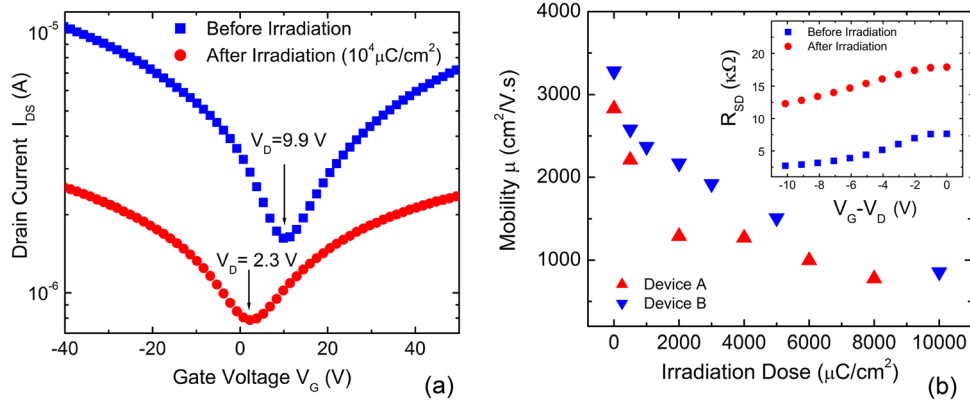 10⁻⁵
10⁻⁶
Drain Current I_DS (A)
Before Irradiation
After Irradiation (10⁴μC/cm²)
V_D=9.9 V
V_D= 2.3 V
-40 -20 0 20 40
Gate Voltage V_G (V)
(a)
4000
3000
2000
1000
Mobility μ (cm²/V.s)
Before Irradiation
After Irradiation
25
20
15
10
5
R_SD (κΩ)
-10 -8 -6 -4 -2 0
V_G-V_D (V)
Device A
Device B
0 2000 4000 6000 8000 10000
Irradiation Dose (μC/cm²)
(b)